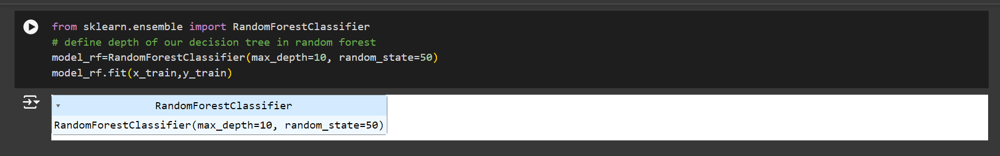 from sklearn.ensemble import RandomForestClassifier
# define depth of our decision tree in random forest
model_rf=RandomForestClassifier(max_depth=10, random_state=50)
model_rf.fit(x_train,y_train)
RandomForestClassifier
RandomForestClassifier(max_depth=10, random_state=50)